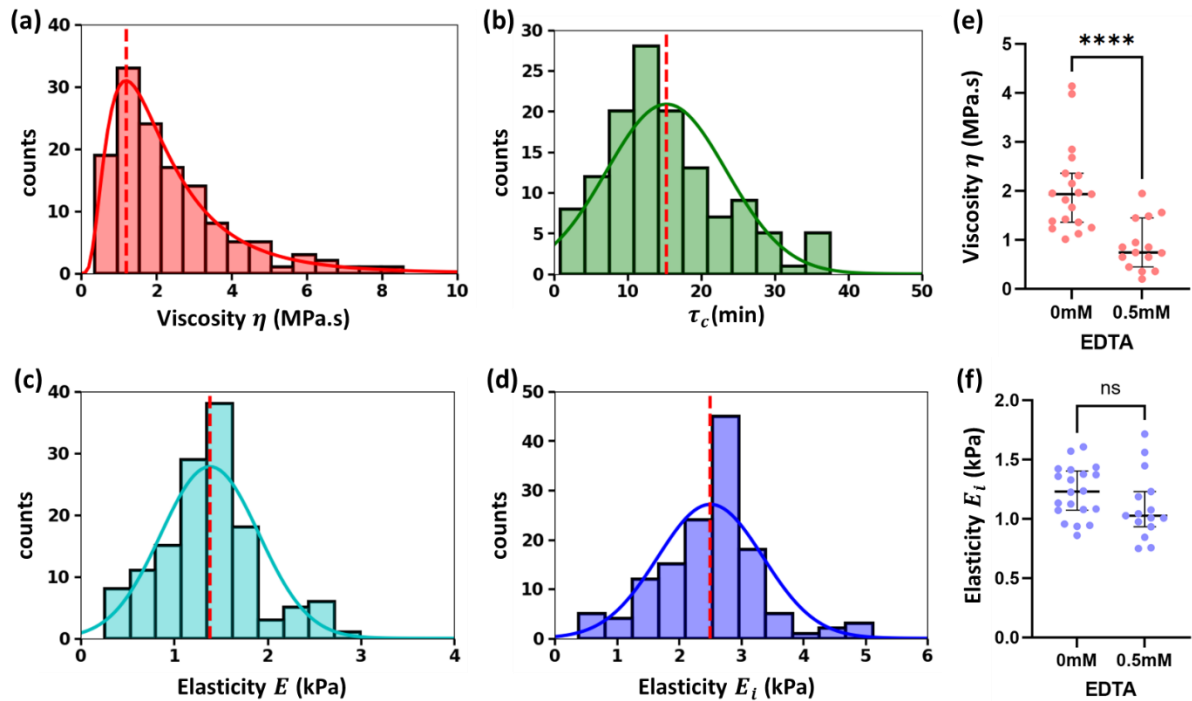 (a)
40
30
20
10
0
counts
0 2 4 6 8 10
Viscosity η (MPa.s)
(b)
30
25
20
15
10
5
0
counts
0 10 20 30 40 50
τc(min)
(c)
40
30
20
10
0
counts
0 1 2 3 4
Elasticity E (kPa)
(d)
50
40
30
20
10
0
counts
0 1 2 3 4 5 6
Elasticity Ei (kPa)
(e)
****
5
4
3
2
1
0
Viscosity η (MPa.s)
0mM 0.5mM
EDTA
(f)
ns
2.0
1.5
1.0
0.5
0.0
Elasticity Ei (kPa)
0mM 0.5mM
EDTA